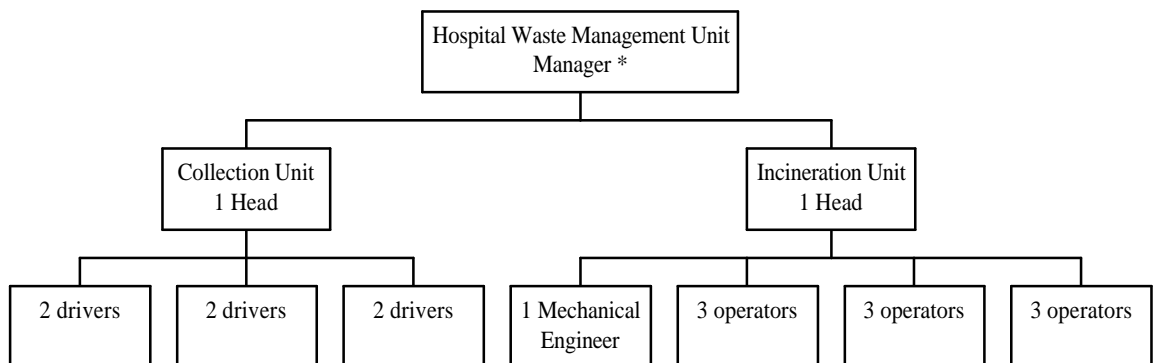 Hospital Waste Management Unit
Manager *
Collection Unit
1 Head
Incineration Unit
1 Head
2 drivers
2 drivers
2 drivers
1 Mechanical
Engineer
3 operators
3 operators
3 operators